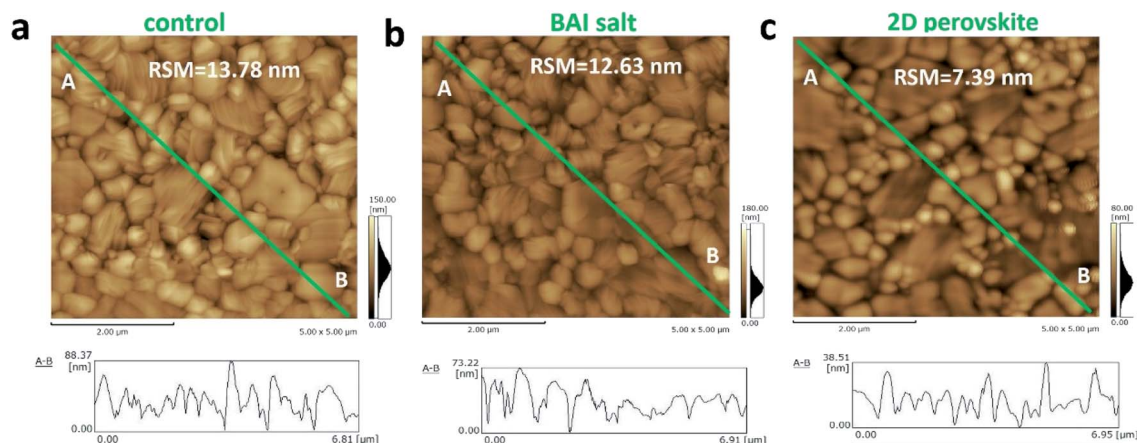 a
control
RSM=13.78 nm
A
B
150.00
[nm]
0.00
2.00 μm
5.00 x 5.00 μm
A-B
88.37
[nm]
0.00
0.00
6.81 [μm]
b
BAI salt
RSM=12.63 nm
A
B
180.00
[nm]
0.00
2.00 μm
5.00 x 5.00 μm
A-B
73.22
[nm]
0.00
0.00
6.91 [μm]
c
2D perovskite
RSM=7.39 nm
A
B
80.00
[nm]
0.00
2.00 μm
5.00 x 5.00 μm
A-B
38.51
[nm]
0.00
0.00
6.95 [μm]